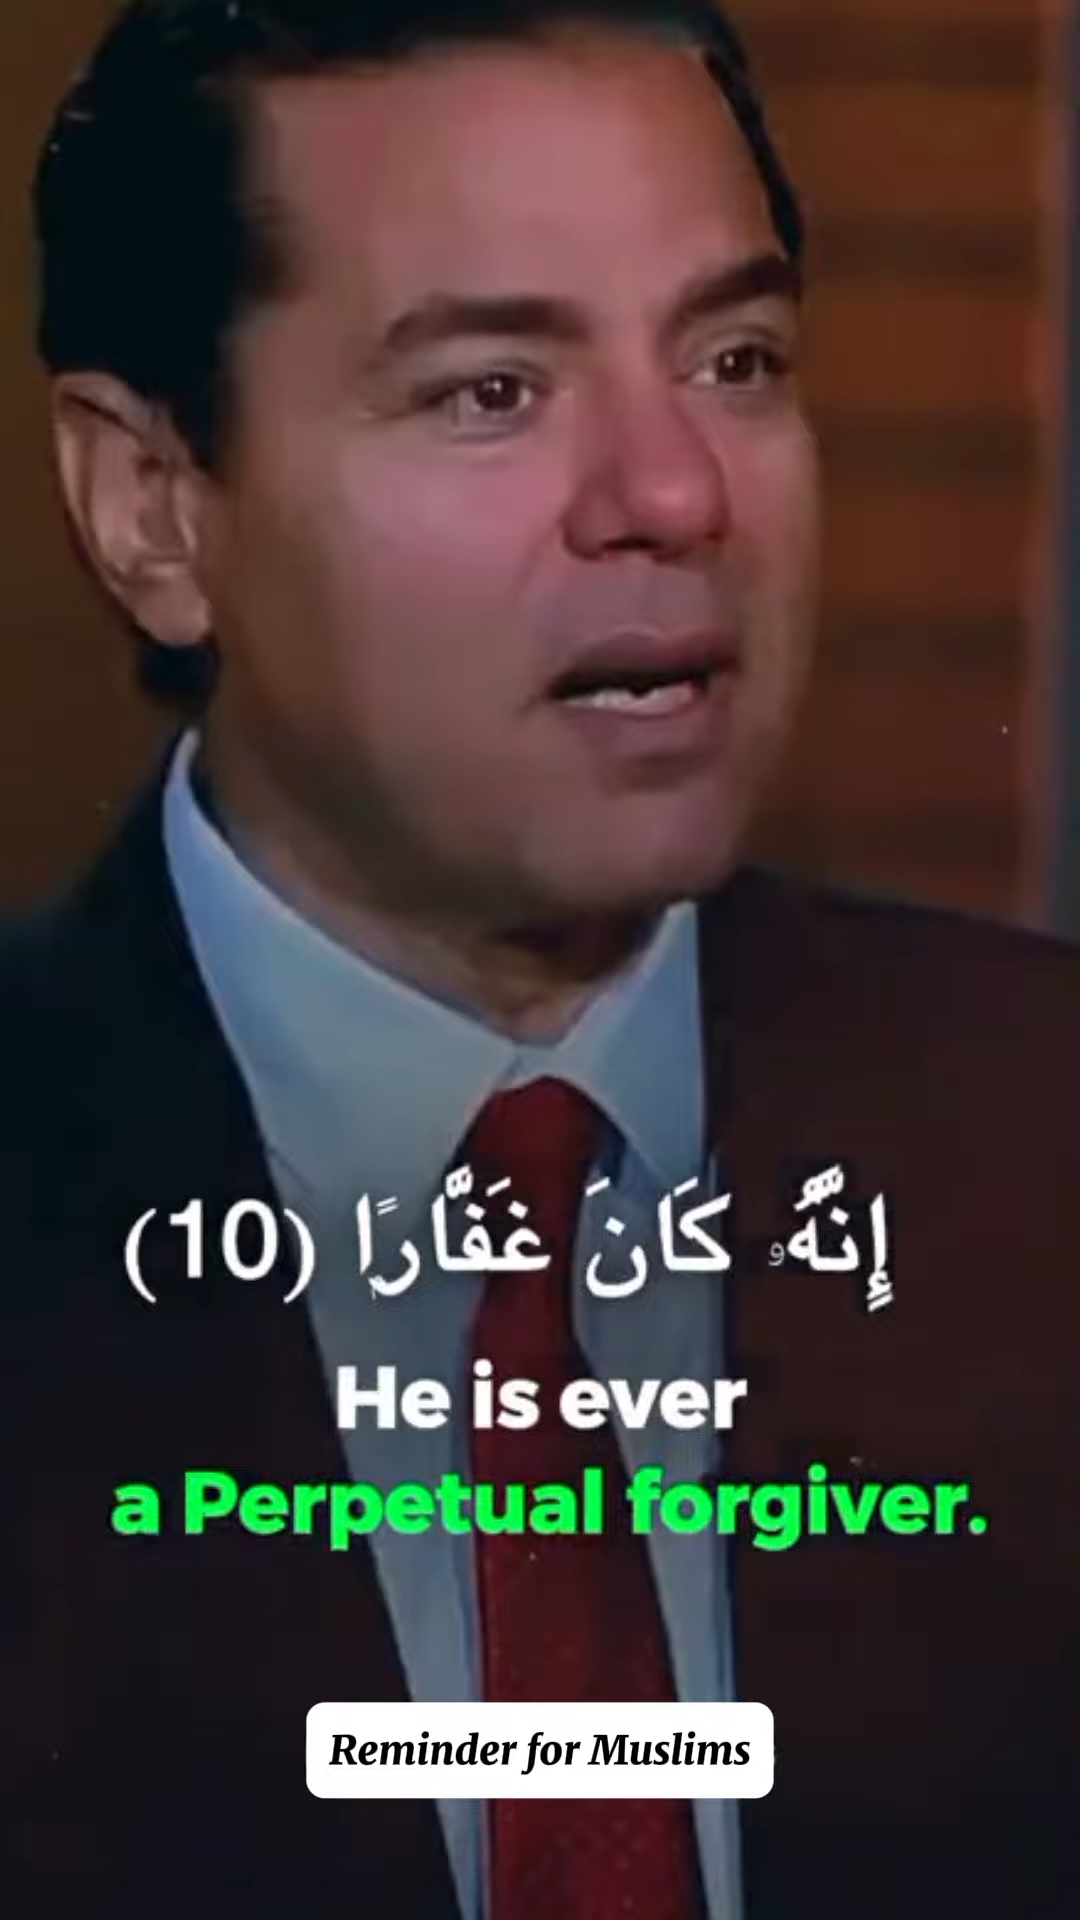 إِنَّهُۥ كَانَ غَفَّارًا (10)
He is ever
a Perpetual forgiver.
Reminder for Muslims